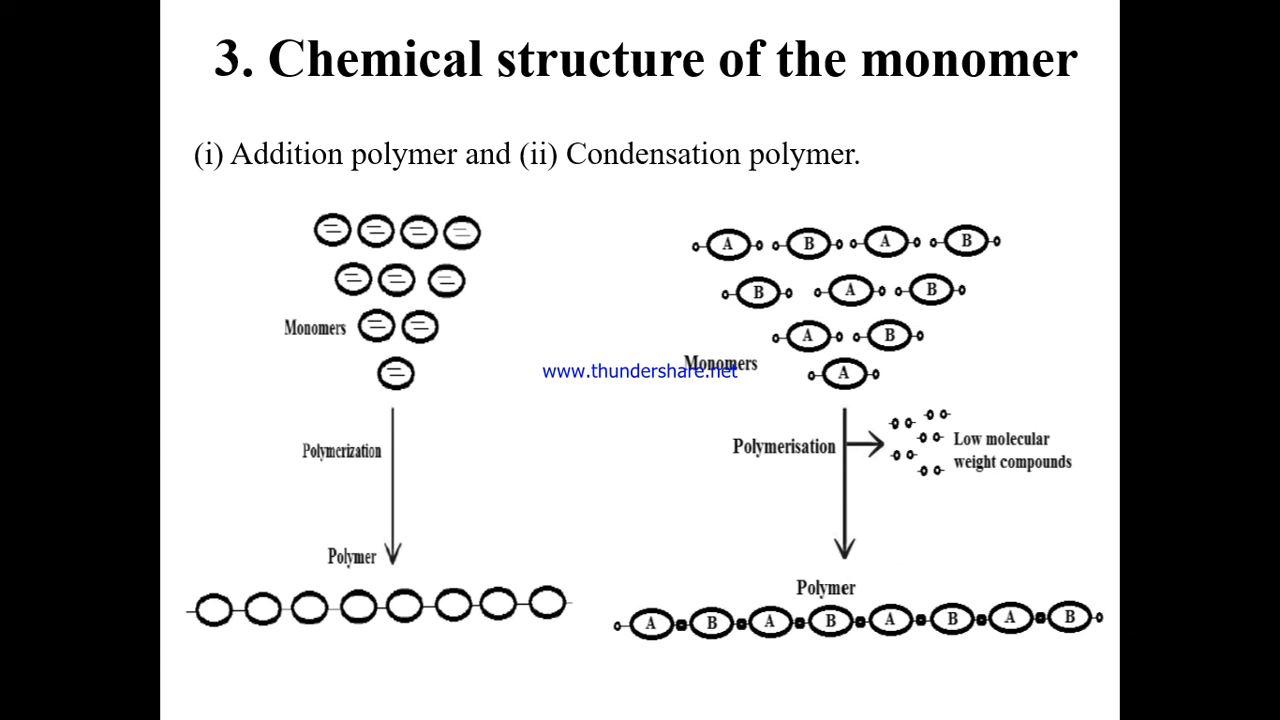 3. Chemical structure of the monomer
(i) Addition polymer and (ii) Condensation polymer.
A B A B
B A B
Monomers
A B
Monomers
www.thundershare.net
A
Polymerization
Polymerisation
Low molecular
weight compounds
Polymer
Polymer
A B A B A B A B